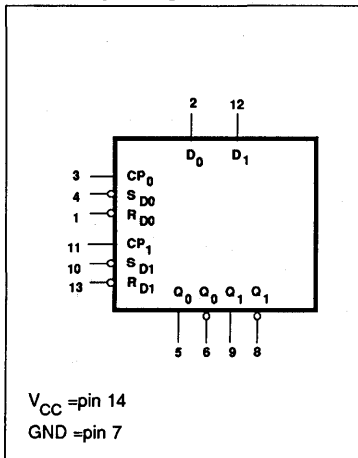 2 12
D0 D1
3 CP0
4 SD0
1 RD0
11 CP1
10 SD1
13 RD1
Q0 Q0 Q1 Q1
5 6 9 8
VCC =pin 14
GND =pin 7